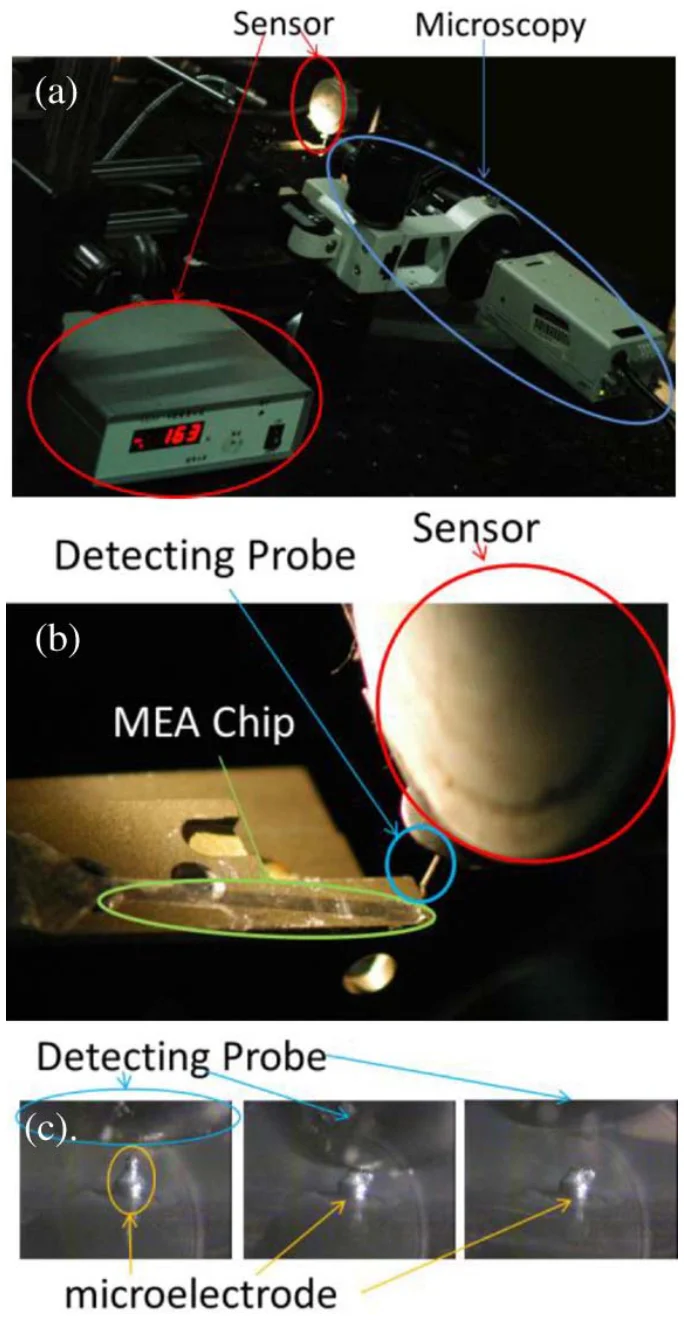 Sensor Microscopy
(a)
163
Detecting Probe Sensor
(b)
MEA Chip
Detecting Probe
(c).
microelectrode